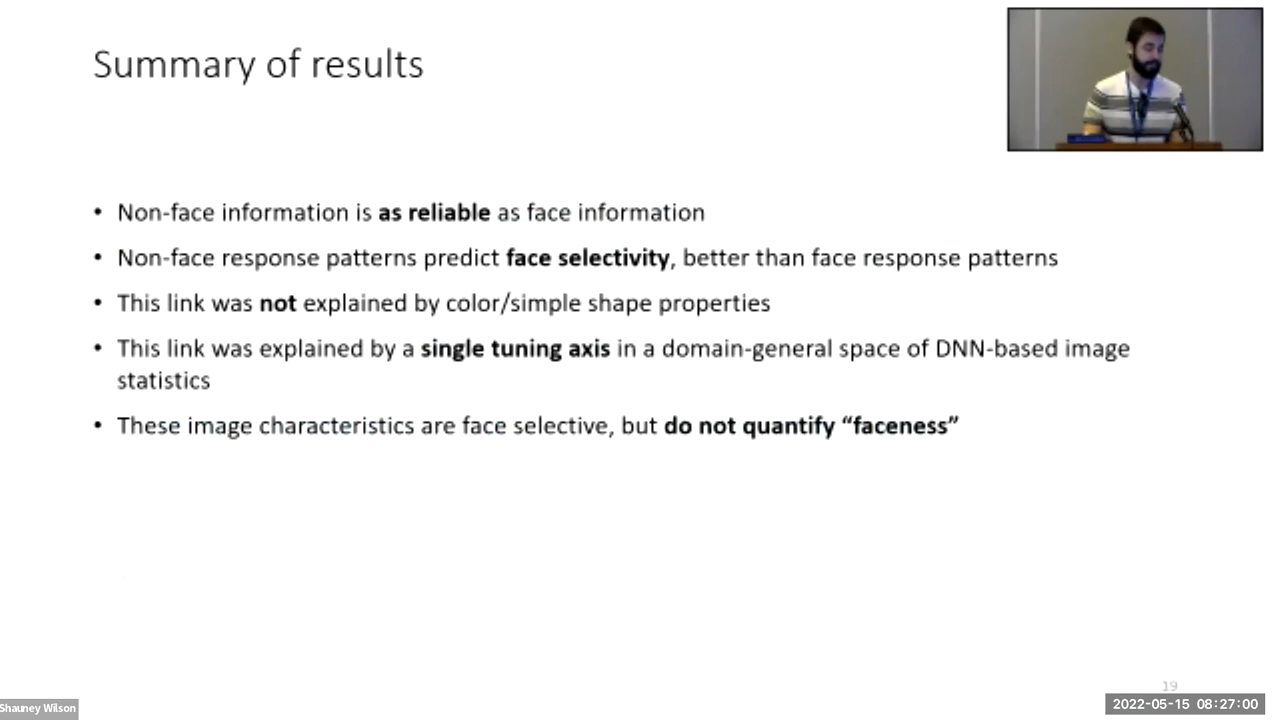 Summary of results
• Non-face information is as reliable as face information
• Non-face response patterns predict face selectivity, better than face response patterns
• This link was not explained by color/simple shape properties
• This link was explained by a single tuning axis in a domain-general space of DNN-based image
statistics
• These image characteristics are face selective, but do not quantify “faceness”
19
Shauney Wilson
2022-05-15 08:27:00